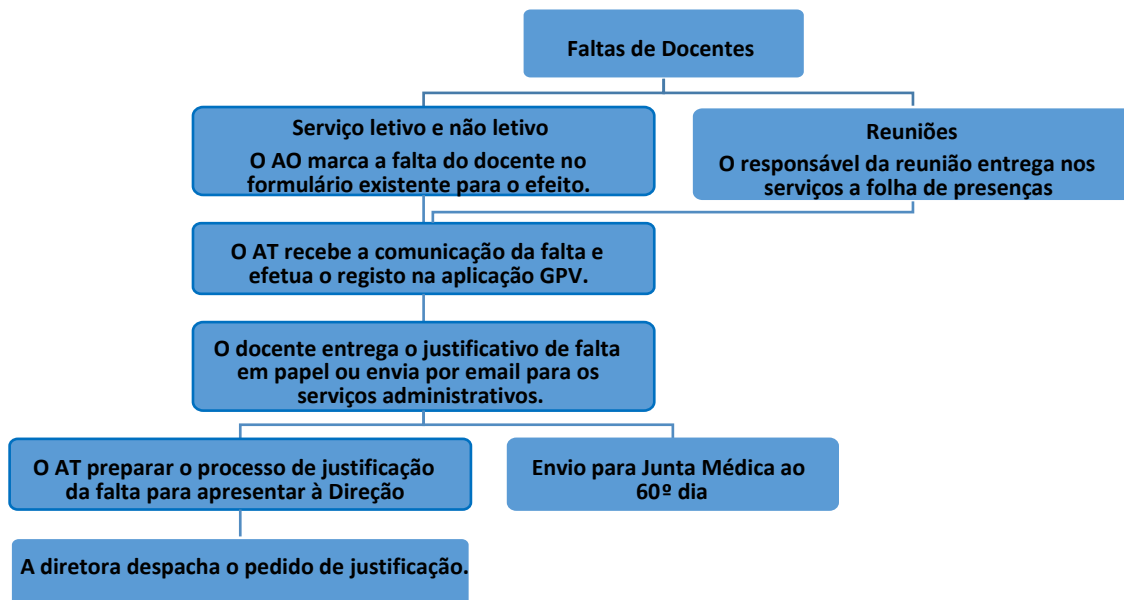 Faltas de Docentes
Serviço letivo e não letivo
O AO marca a falta do docente no
formulário existente para o efeito.
Reuniões
O responsável da reunião entrega nos
serviços a folha de presenças
O AT recebe a comunicação da falta e
efetua o registo na aplicação GPV.
O docente entrega o justificativo de falta
em papel ou envia por email para os
serviços administrativos.
O AT preparar o processo de justificação
da falta para apresentar à Direção
Envio para Junta Médica ao
60º dia
A diretora despacha o pedido de justificação.